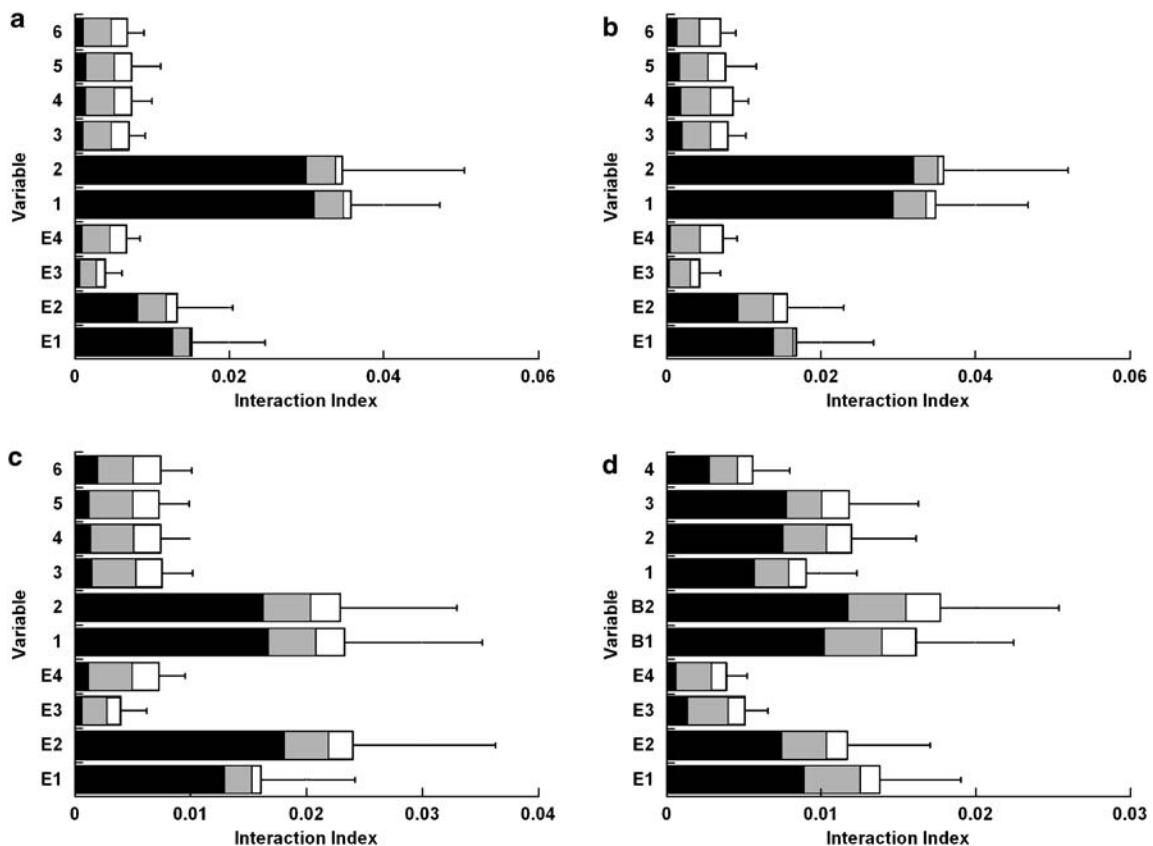 a
Variable
6
5
4
3
2
1
E4
E3
E2
E1
0 0.02 0.04 0.06
Interaction Index
b
Variable
6
5
4
3
2
1
E4
E3
E2
E1
0 0.02 0.04 0.06
Interaction Index
c
Variable
6
5
4
3
2
1
E4
E3
E2
E1
0 0.01 0.02 0.03 0.04
Interaction Index
d
Variable
4
3
2
1
B2
B1
E4
E3
E2
E1
0 0.01 0.02 0.03
Interaction Index